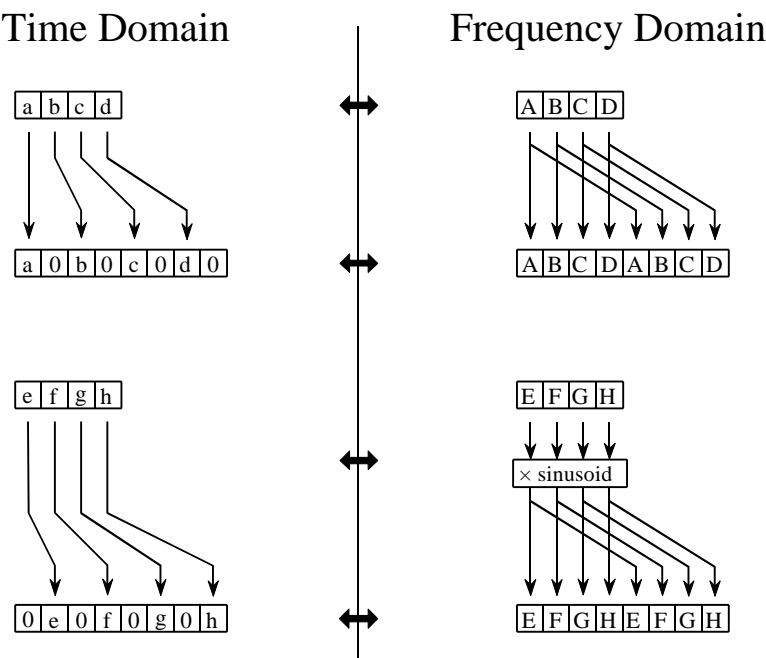 Time Domain
Frequency Domain
a b c d
A B C D
a 0 b 0 c 0 d 0
A B C D A B C D
e f g h
E F G H
× sinusoid
0 e 0 f 0 g 0 h
E F G H E F G H